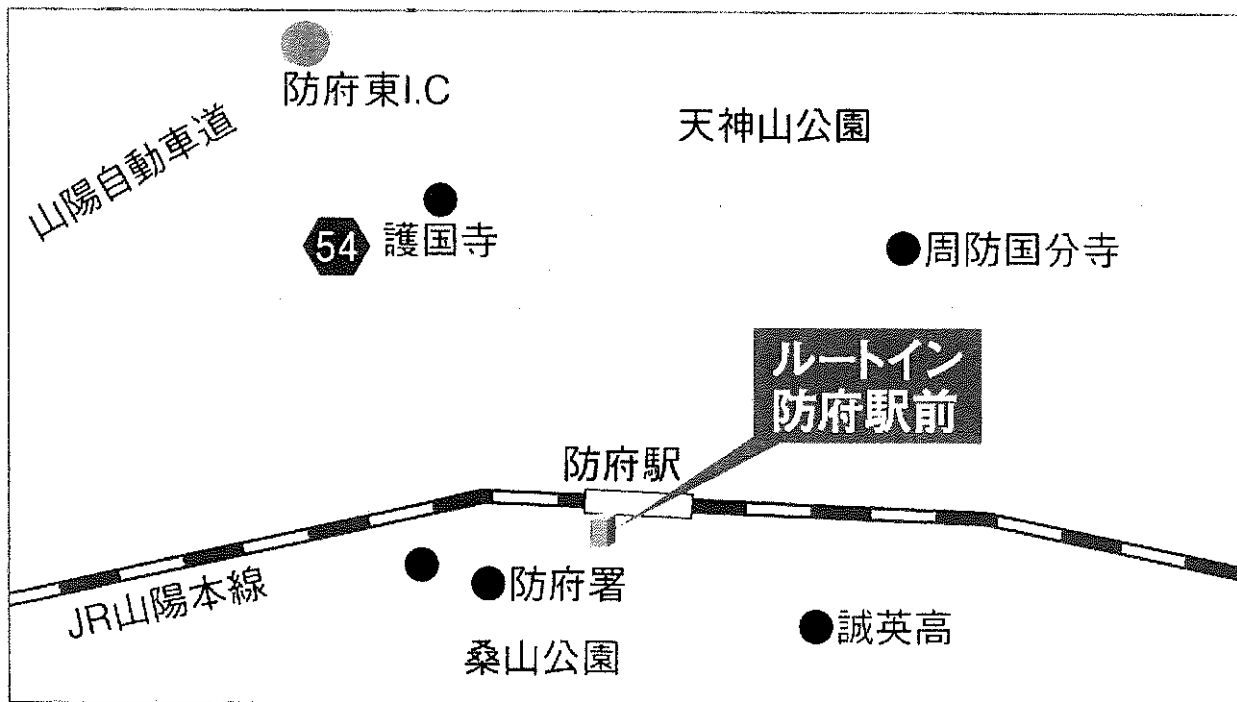 防府東I.C
天神山公園
山陽自動車道
54
護国寺
周防国分寺
ルートイン
防府駅前
防府駅
JR山陽本線
防府署
誠英高
桑山公園